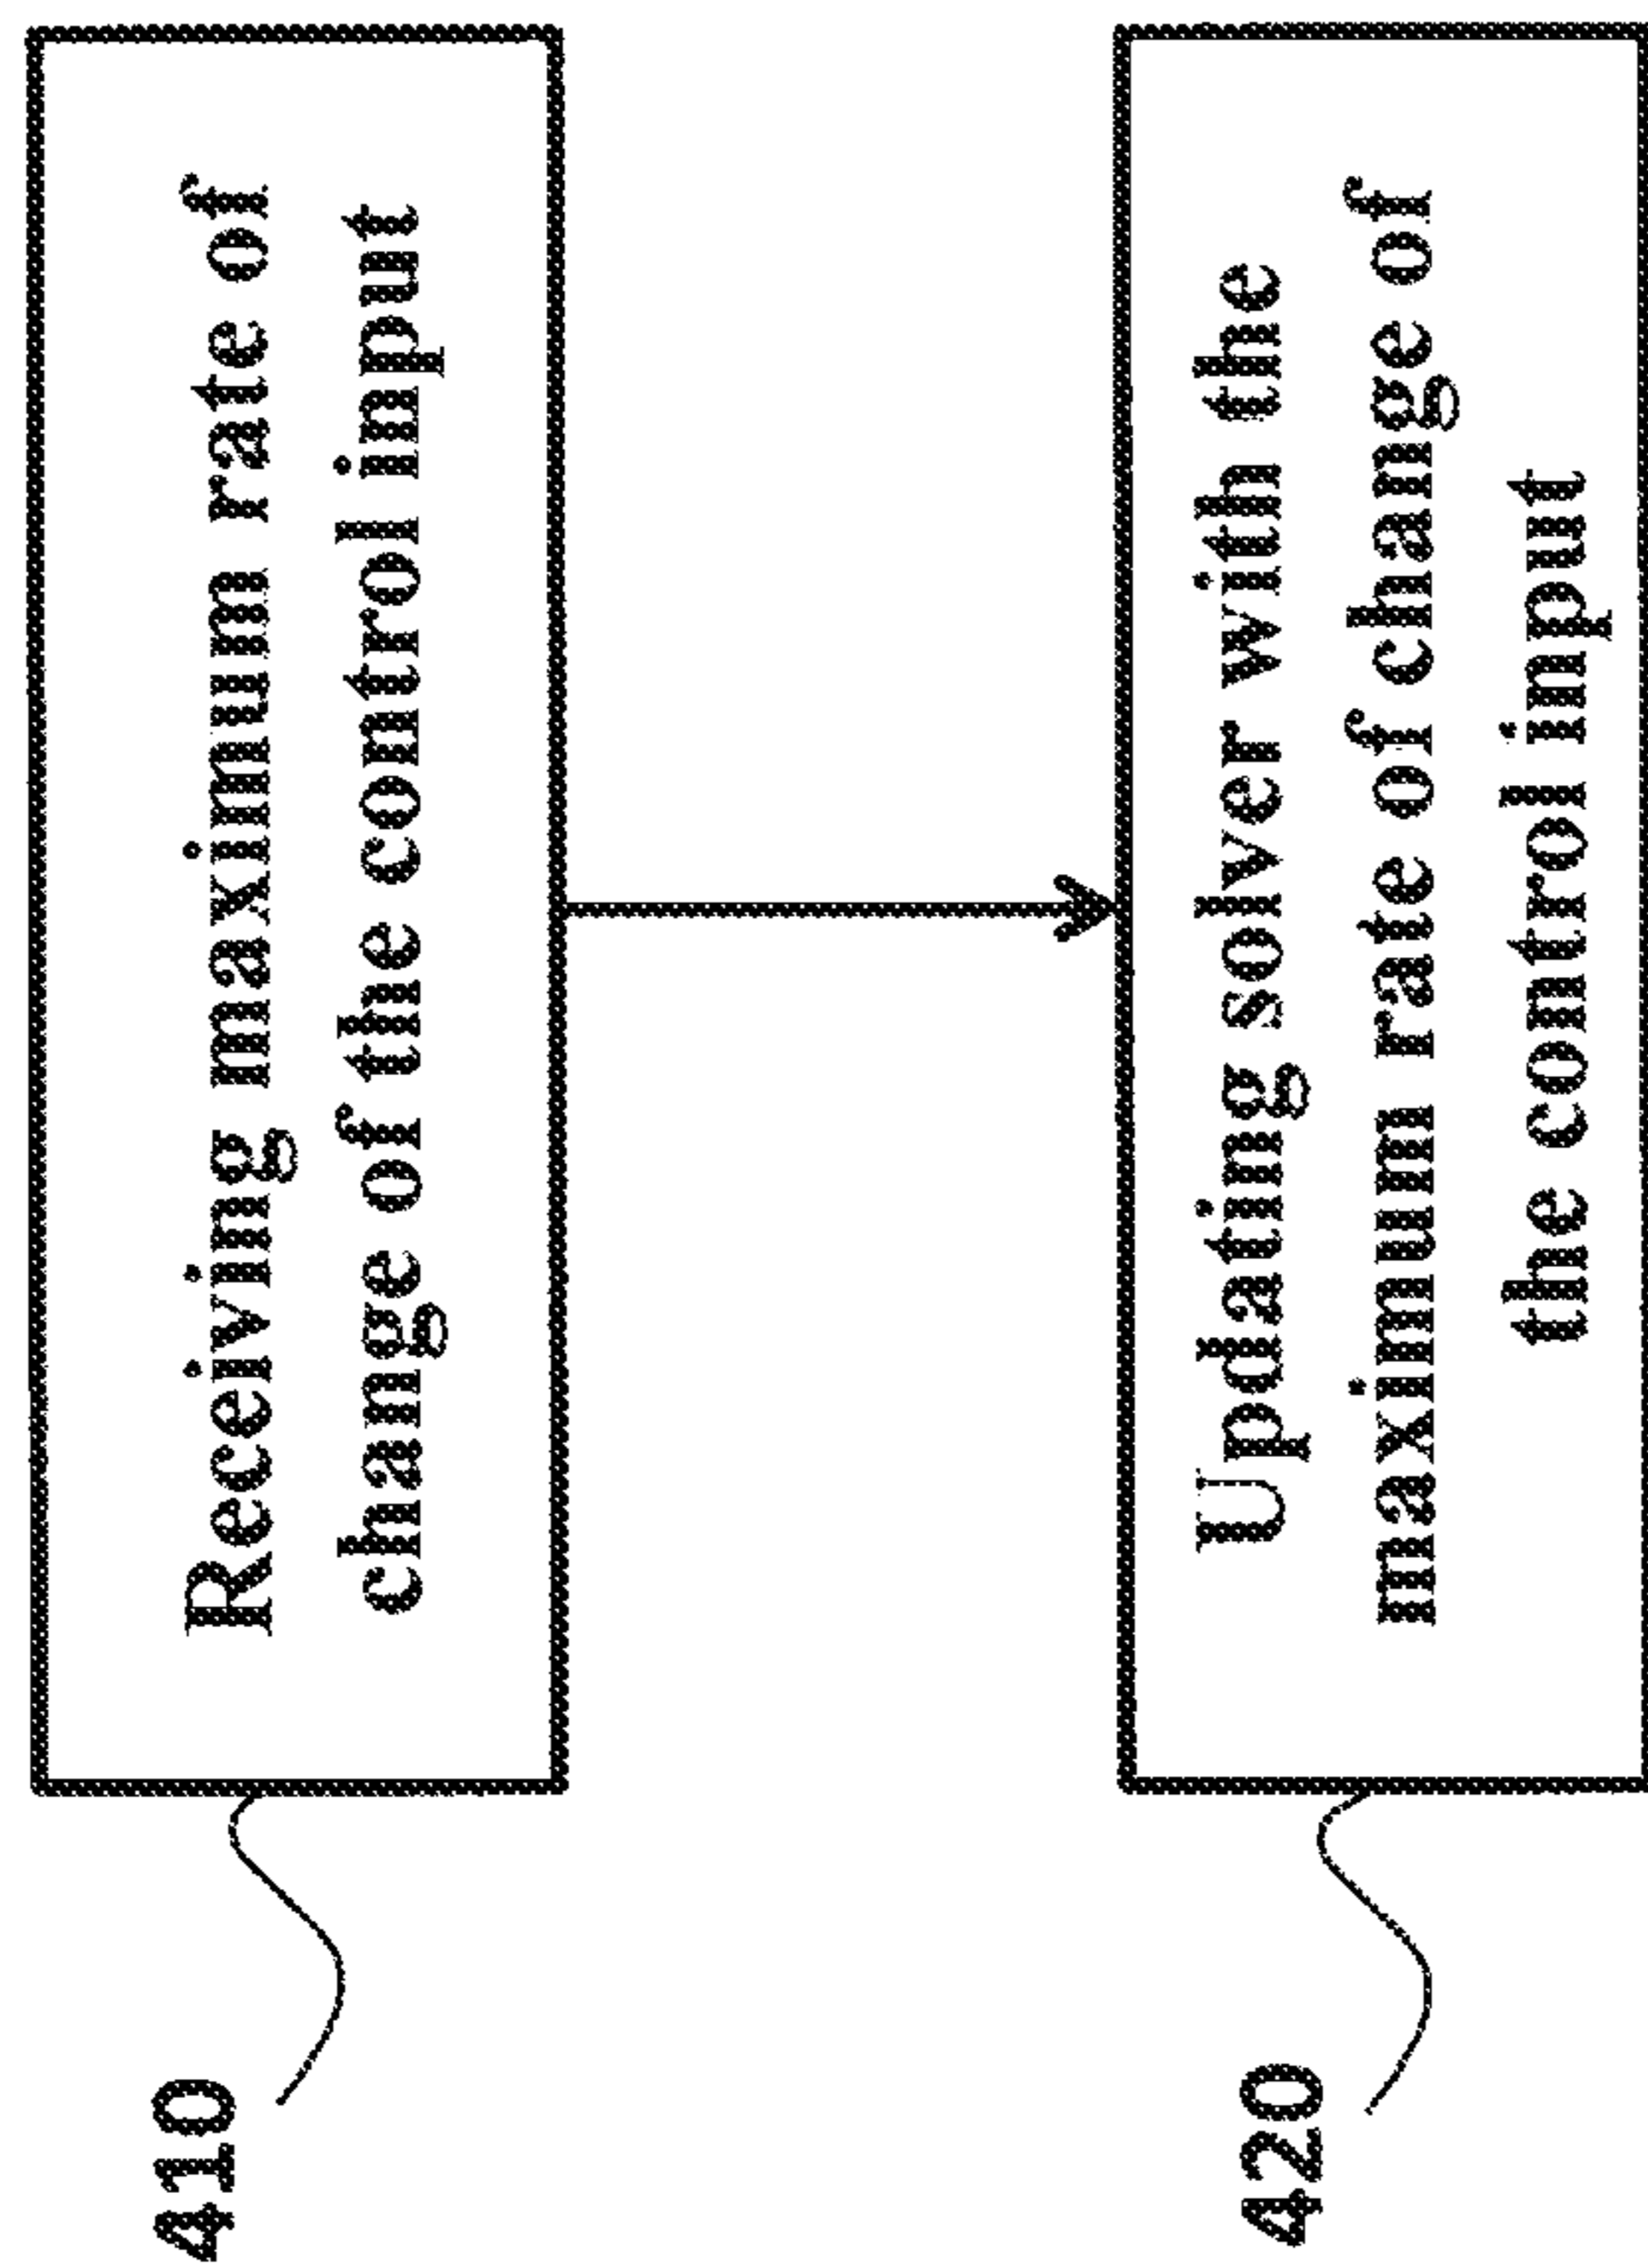 410
Receiving maximum rate of
change of the control input
420
Updating solver with the
maximum rate of change of
the control input